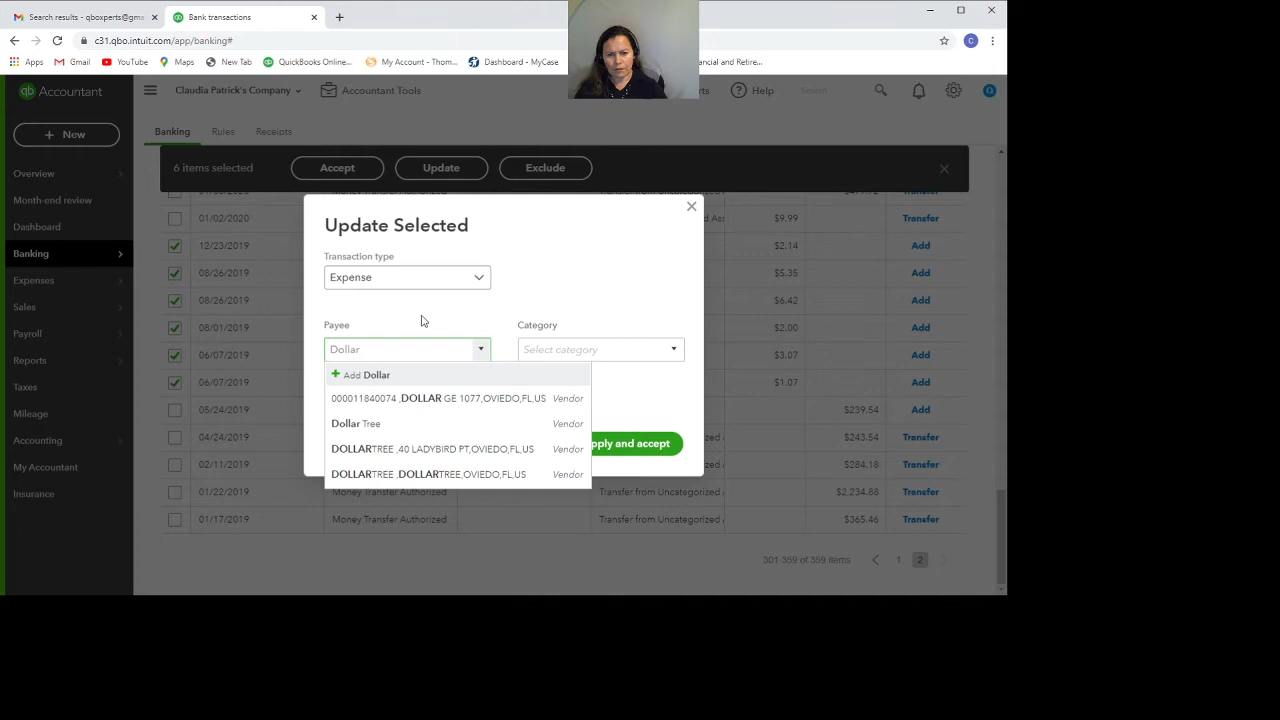 Search results - qboxperts@gma
Bank transactions
c31.qbo.intuit.com/app/banking#
Apps
Gmail
YouTube
Maps
New Tab
QuickBooks Online...
My Account - Thom...
Dashboard - MyCase
ancial and Retire...
qb Accountant
Claudia Patrick's Company
Accountant Tools
Help
Search
C
+ New
Banking Rules Receipts
Overview
Month-end review
Dashboard
Banking
Expenses
Sales
Payroll
Reports
Taxes
Mileage
Accounting
My Accountant
Insurance
6 items selected
Accept
Update
Exclude
Update Selected
Transaction type
Expense
Payee
Category
Dollar
Select category
+ Add Dollar
000011840074 ,DOLLAR GE 1077,OVIEDO,FL,US Vendor
Dollar Tree Vendor
DOLLARTREE ,40 LADYBIRD PT,OVIEDO,FL,US Vendor
DOLLARTREE ,DOLLARTREE,OVIEDO,FL,US Vendor
pply and accept
01/02/2020 $9.99 Transfer
12/23/2019 $2.14 Add
08/26/2019 $5.35 Add
08/26/2019 $6.42 Add
08/01/2019 $2.00 Add
06/07/2019 $3.07 Add
06/07/2019 $1.07 Add
05/24/2019 $239.54 Add
04/24/2019 $243.54 Transfer
02/11/2019 $284.18 Transfer
01/22/2019 Money Transfer Authorized Transfer from Uncategorized $2,234.88 Transfer
01/17/2019 Money Transfer Authorized Transfer from Uncategorized $365.46 Transfer
301-359 of 359 items 1 2